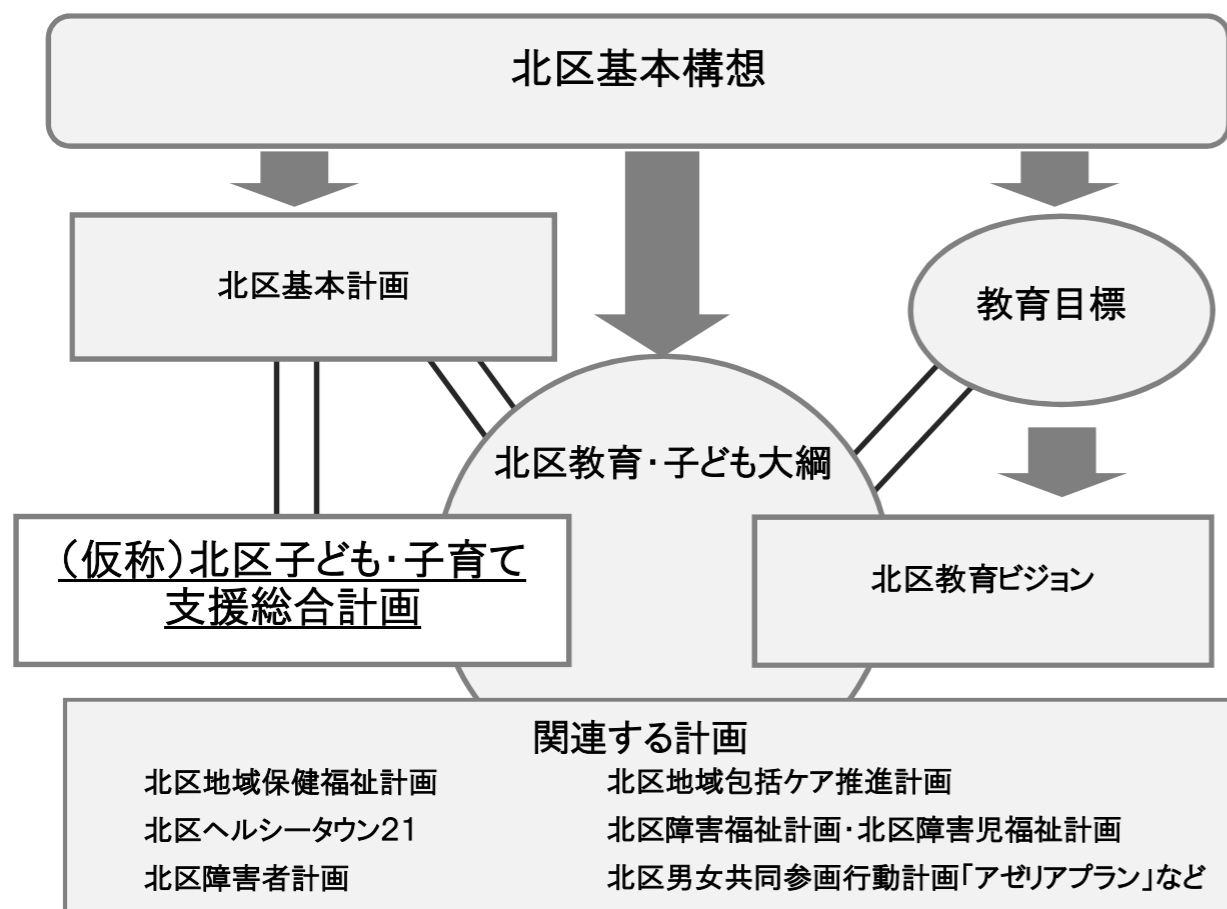 北区基本構想
北区基本計画
教育目標
北区教育・子ども大綱
（仮称）北区子ども・子育て
支援総合計画
北区教育ビジョン
関連する計画
北区地域保健福祉計画
北区地域包括ケア推進計画
北区ヘルシータウン21
北区障害福祉計画・北区障害児福祉計画
北区障害者計画
北区男女共同参画行動計画「アゼリアプラン」など